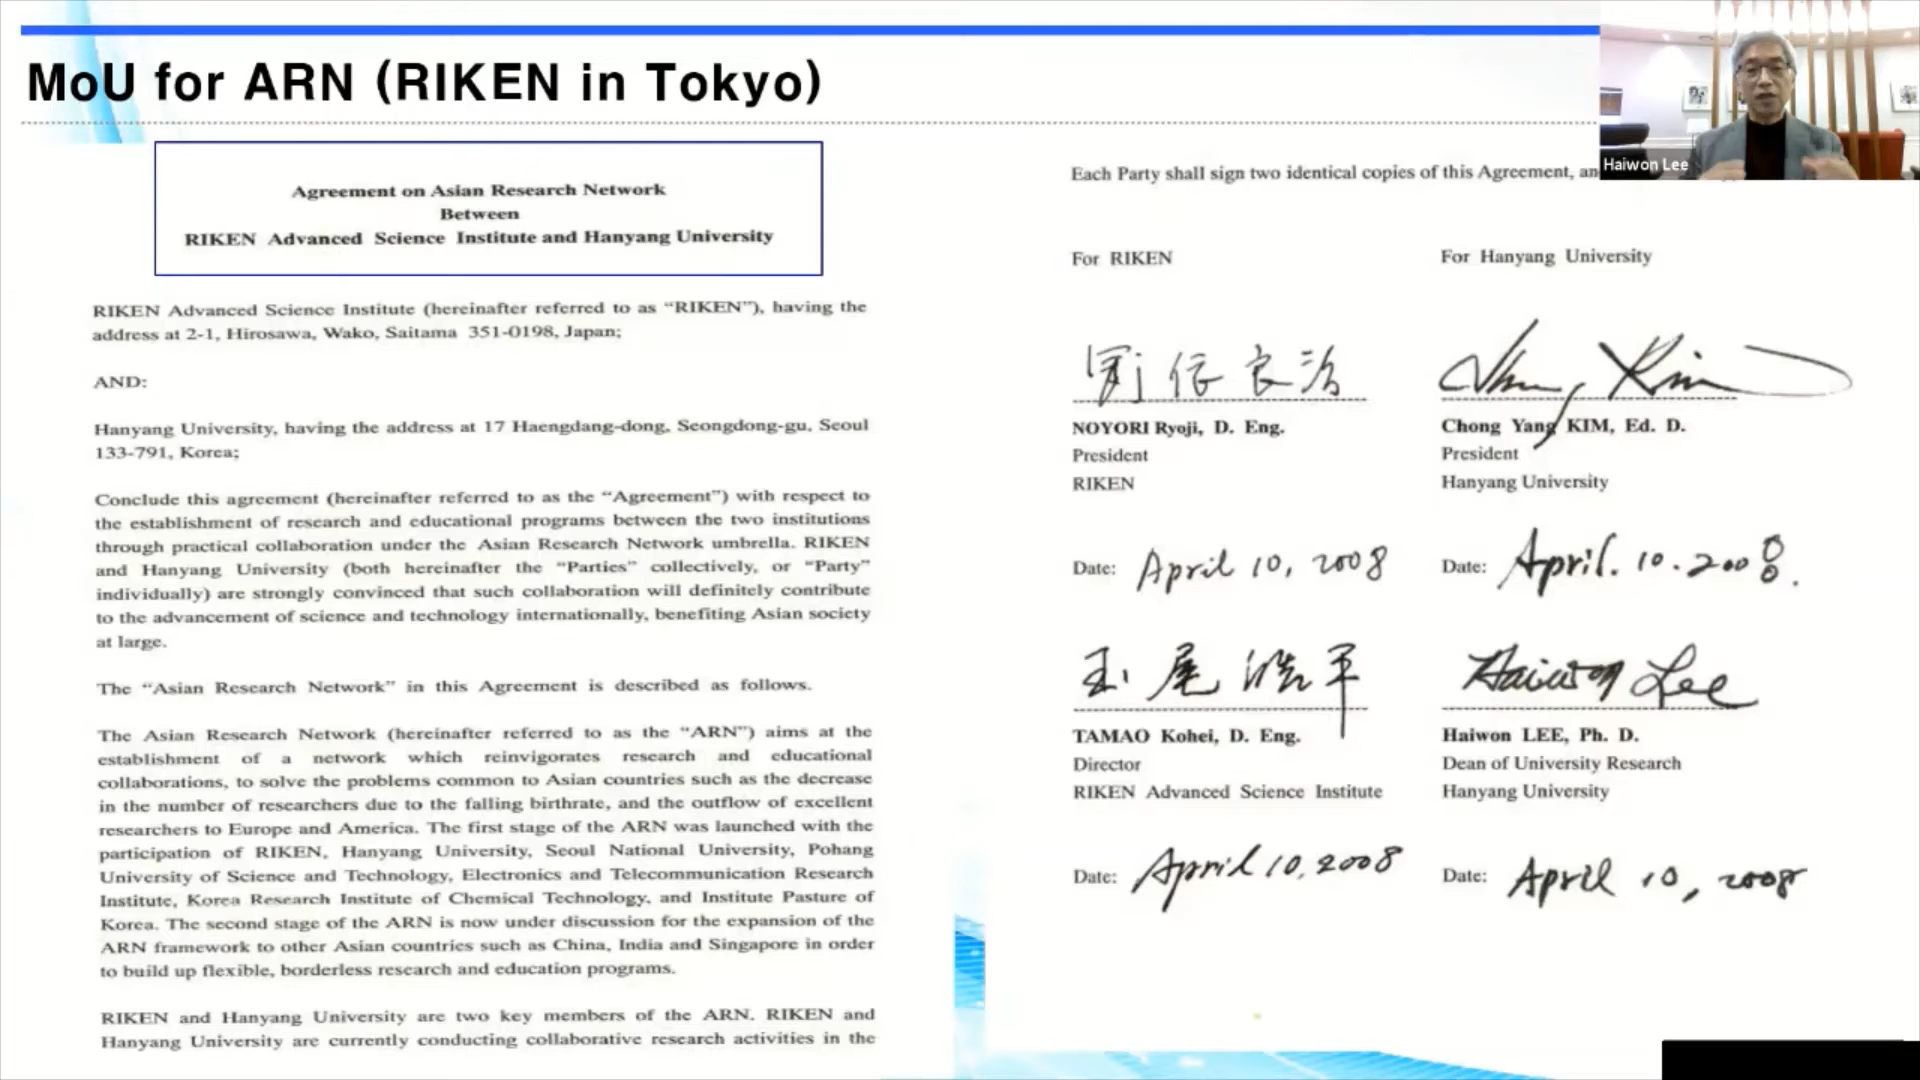 MoU for ARN (RIKEN in Tokyo)
Haiwon Lee
Agreement on Asian Research Network
Between
RIKEN Advanced Science Institute and Hanyang University
RIKEN Advanced Science Institute (hereinafter referred to as “RIKEN”), having the
address at 2-1, Hirosawa, Wako, Saitama 351-0198, Japan;
AND:
Hanyang University, having the address at 17 Haengdang-dong, Seongdong-gu, Seoul
133-791, Korea;
Conclude this agreement (hereinafter referred to as the “Agreement”) with respect to
the establishment of research and educational programs between the two institutions
through practical collaboration under the Asian Research Network umbrella. RIKEN
and Hanyang University (both hereinafter the “Parties” collectively, or “Party”
individually) are strongly convinced that such collaboration will definitely contribute
to the advancement of science and technology internationally, benefiting Asian society
at large.
The “Asian Research Network” in this Agreement is described as follows.
The Asian Research Network (hereinafter referred to as the “ARN”) aims at the
establishment of a network which reinvigorates research and educational
collaborations, to solve the problems common to Asian countries such as the decrease
in the number of researchers due to the falling birthrate, and the outflow of excellent
researchers to Europe and America. The first stage of the ARN was launched with the
participation of RIKEN, Hanyang University, Seoul National University, Pohang
University of Science and Technology, Electronics and Telecommunication Research
Institute, Korea Research Institute of Chemical Technology, and Institute Pasture of
Korea. The second stage of the ARN is now under discussion for the expansion of the
ARN framework to other Asian countries such as China, India and Singapore in order
to build up flexible, borderless research and education programs.
RIKEN and Hanyang University are two key members of the ARN. RIKEN and
Hanyang University are currently conducting collaborative research activities in the
Each Party shall sign two identical copies of this Agreement, an
For RIKEN
NOYORI Ryoji, D. Eng.
President
RIKEN
Date: April 10, 2008
玉尾皓平
TAMAO Kohei, D. Eng.
Director
RIKEN Advanced Science Institute
Date: April 10, 2008
For Hanyang University
Chong Yang KIM, Ed. D.
President
Hanyang University
Date: April. 10. 2008.
Haiwon Lee
Haiwon LEE, Ph. D.
Dean of University Research
Hanyang University
Date: April 10, 2008